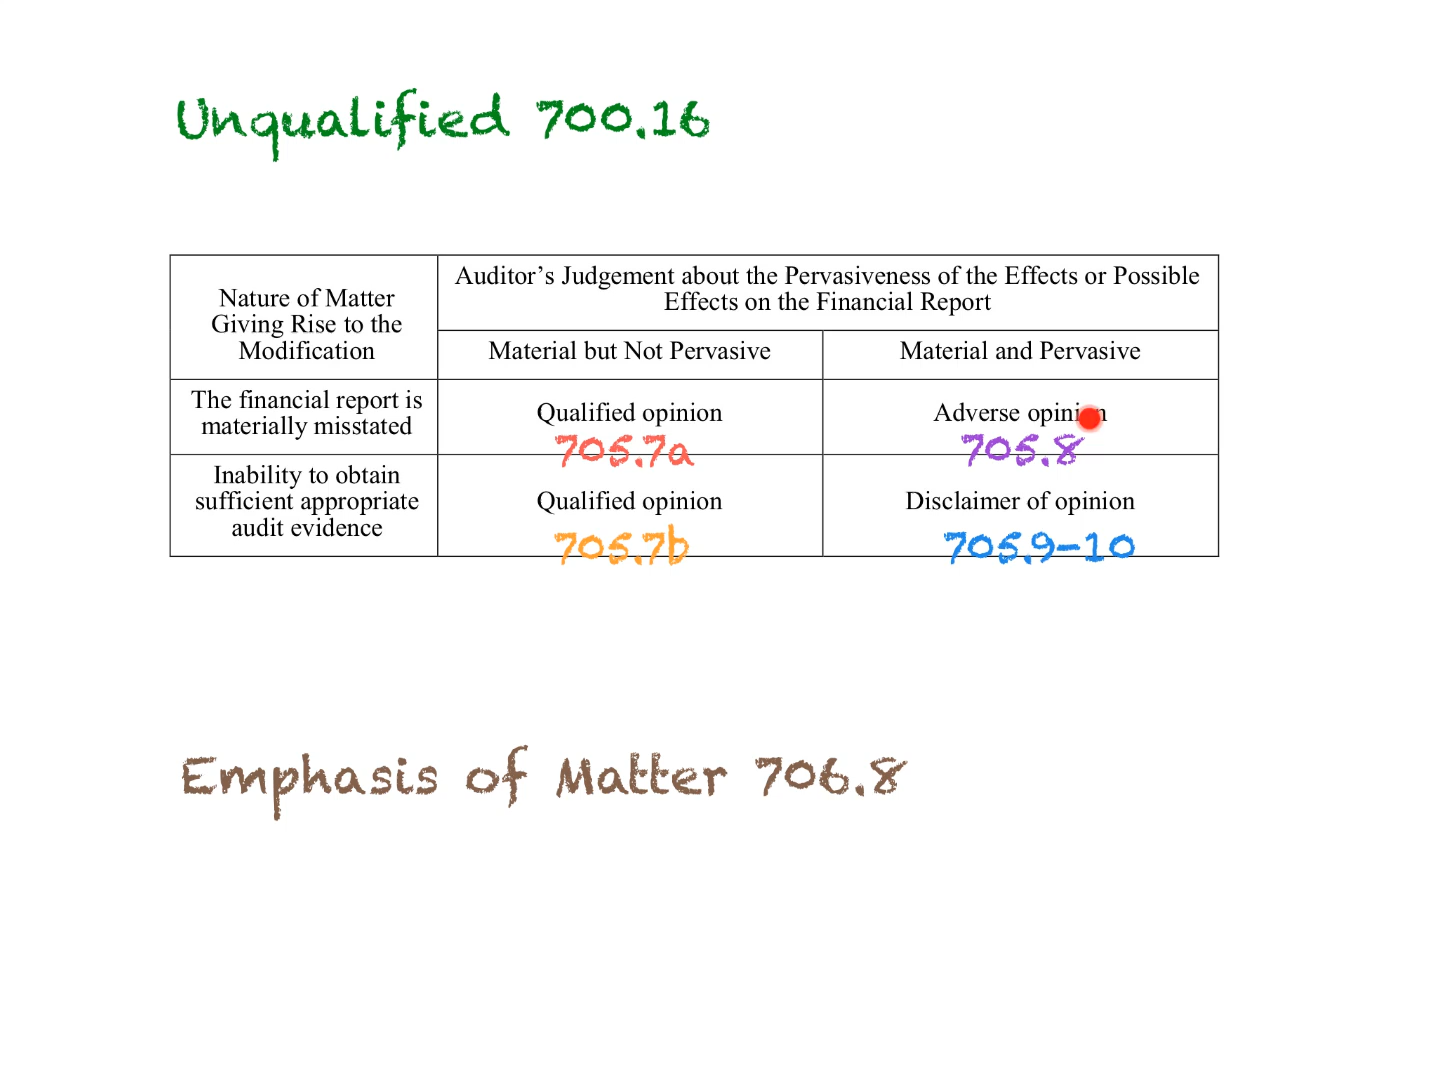 Unqualified 700.16
Nature of Matter
Giving Rise to the
Modification
Auditor's Judgement about the Pervasiveness of the Effects or Possible
Effects on the Financial Report
Material but Not Pervasive
Material and Pervasive
The financial report is
materially misstated
Qualified opinion
705.7a
Adverse opinion
705.8
Inability to obtain
sufficient appropriate
audit evidence
Qualified opinion
705.7b
Disclaimer of opinion
705.9-10
Emphasis of Matter 706.8